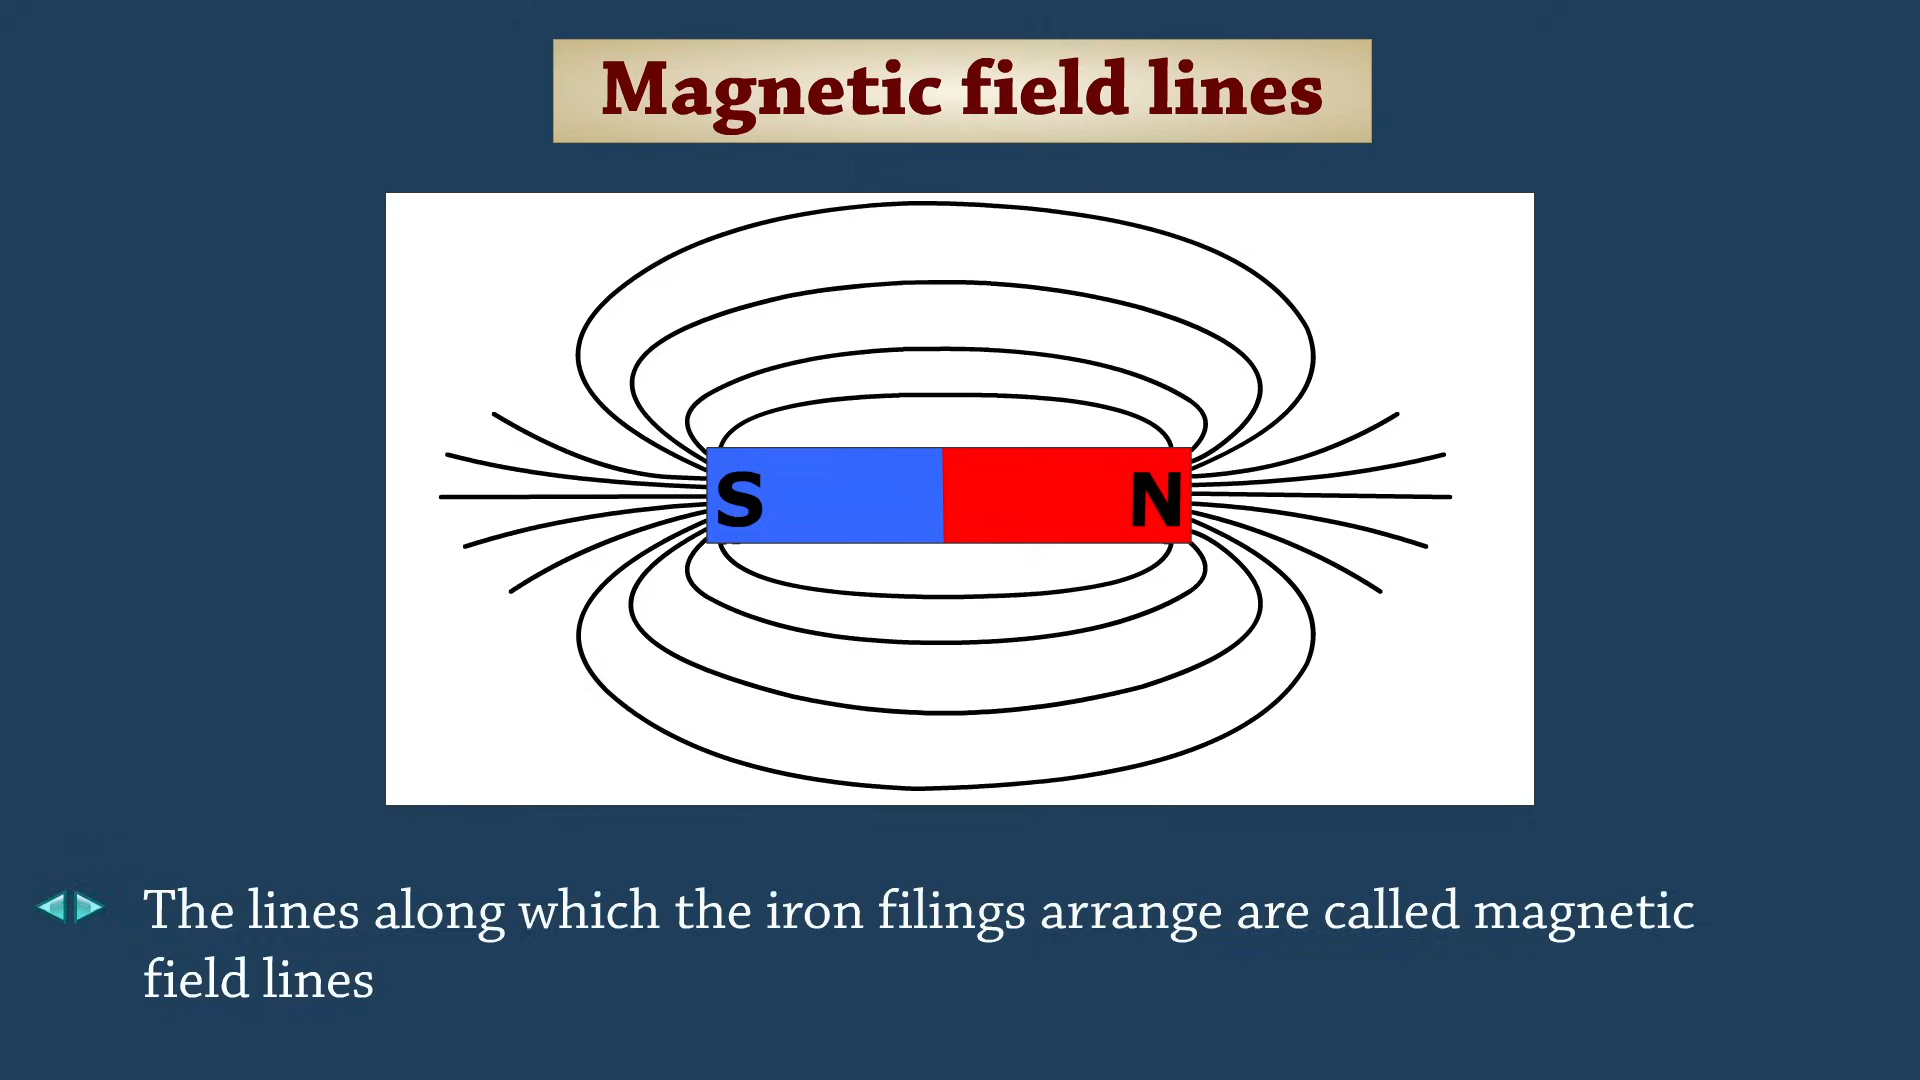 Magnetic field lines
S
N
The lines along which the iron filings arrange are called magnetic
field lines